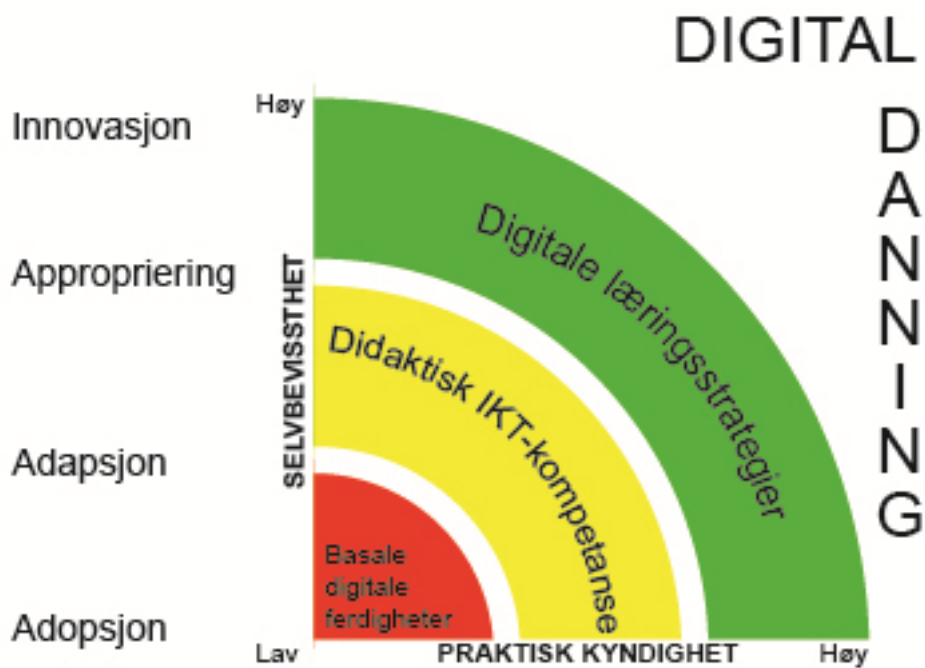 DIGITAL
DANNING
Innovasjon
Høy
Appropriering
SELVBEVISSTHET
Adapsjon
Adopsjon
Digitale læringsstrategier
Didaktisk IKT-kompetanse
Basale
digitale
ferdigheter
Lav
PRAKTISK KYNDIGHET
Høy